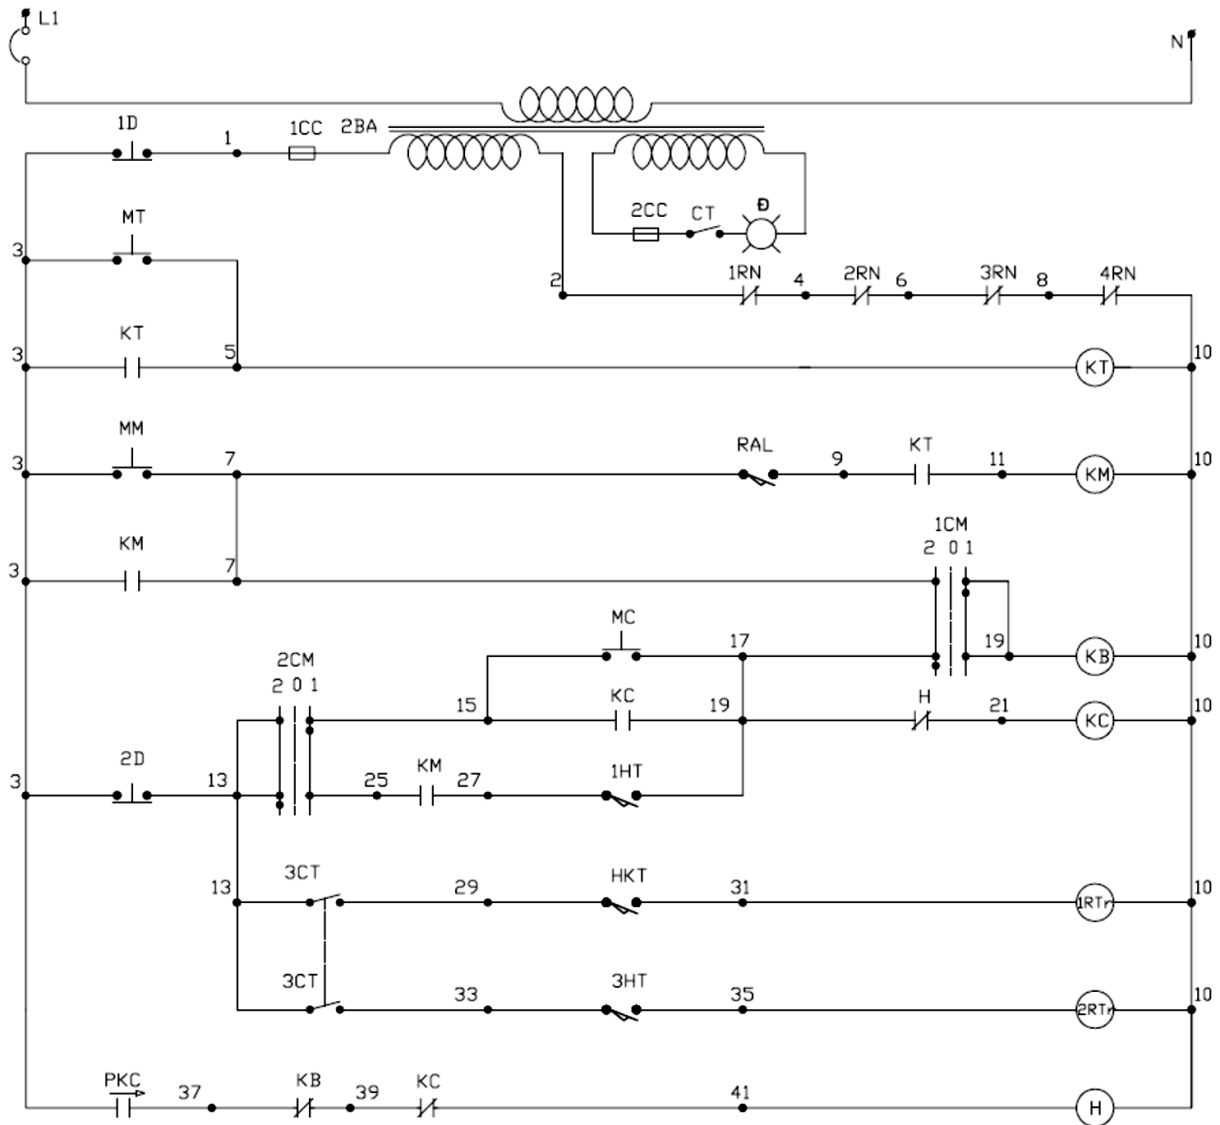 L1
N
1D 1 1CC 2BA
MT 2CC CT Đ
3 2 1RN 4 2RN 6 3RN 8 4RN
KT
3 5 KT 10
MM RAL KT
3 7 9 11 KM 10
KM 1CM
2 0 1
3 7
MC 17 19 KB 10
2CM
2 0 1
15 KC 19 H 21 KC 10
2D KM 1HT
3 13 25 27
3CT HKT
13 29 31 1RTr 10
3CT 3HT
33 35 2RTr 10
PKC 37 KB 39 KC 41 H